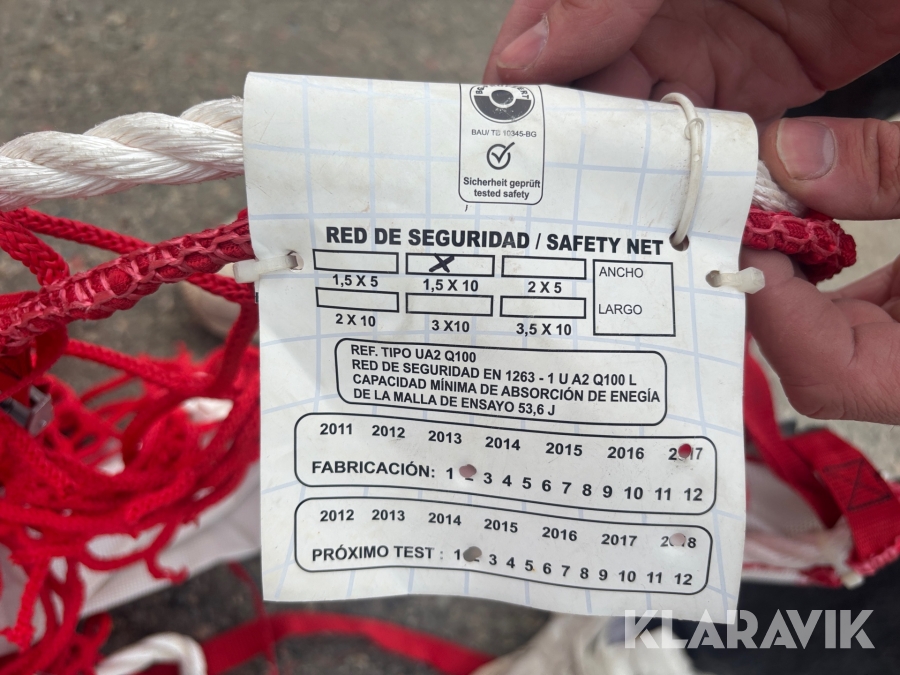 BAU/ TS 10345-BG
Sicherheit geprüft
tested safety
RED DE SEGURIDAD / SAFETY NET
1,5 X 5 1,5 X 10 2 X 5
2 X 10 3 X10 3,5 X 10
ANCHO
LARGO
REF. TIPO UA2 Q100
RED DE SEGURIDAD EN 1263 - 1 U A2 Q100 L
CAPACIDAD MÍNIMA DE ABSORCIÓN DE ENEGÍA
DE LA MALLA DE ENSAYO 53,6 J
2011 2012 2013 2014 2015 2016 2017
FABRICACIÓN: 1 3 4 5 6 7 8 9 10 11 12
2012 2013 2014 2015 2016 2017 2018
PRÓXIMO TEST : 1 3 4 5 6 7 8 9 10 11 12
KLARAVIK